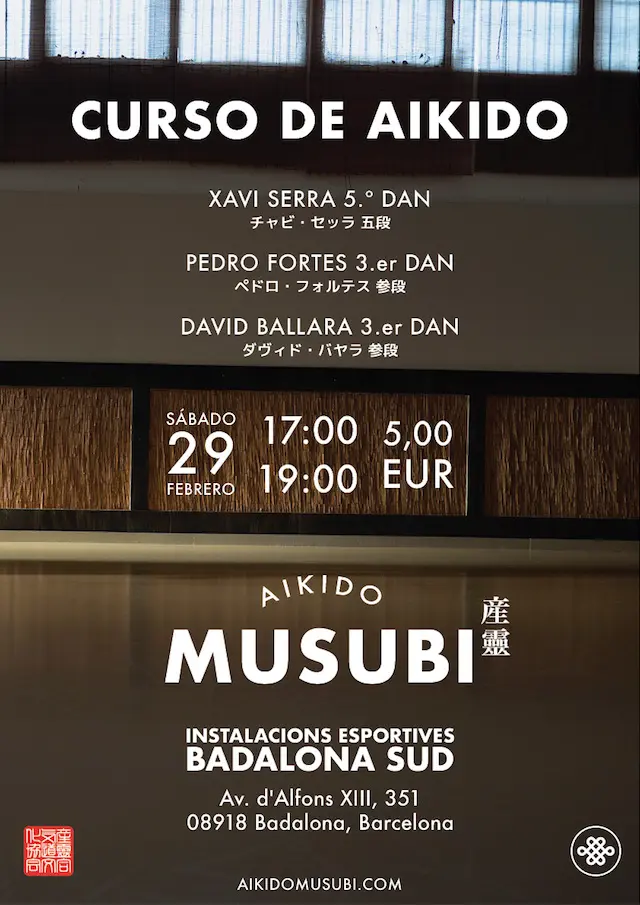 CURSO DE AIKIDO
XAVI SERRA 5.º DAN
チャビ・セッラ 五段
PEDRO FORTES 3.er DAN
ペドロ・フォルテス 参段
DAVID BALLARA 3.er DAN
ダヴィド・バヤラ 参段
SÁBADO
29
FEBRERO
17:00
19:00
5,00
EUR
AIKIDO
MUSUBI
産靈
INSTALACIONS ESPORTIVES
BADALONA SUD
Av. d'Alfons XIII, 351
08918 Badalona, Barcelona
AIKIDOMUSUBI.COM